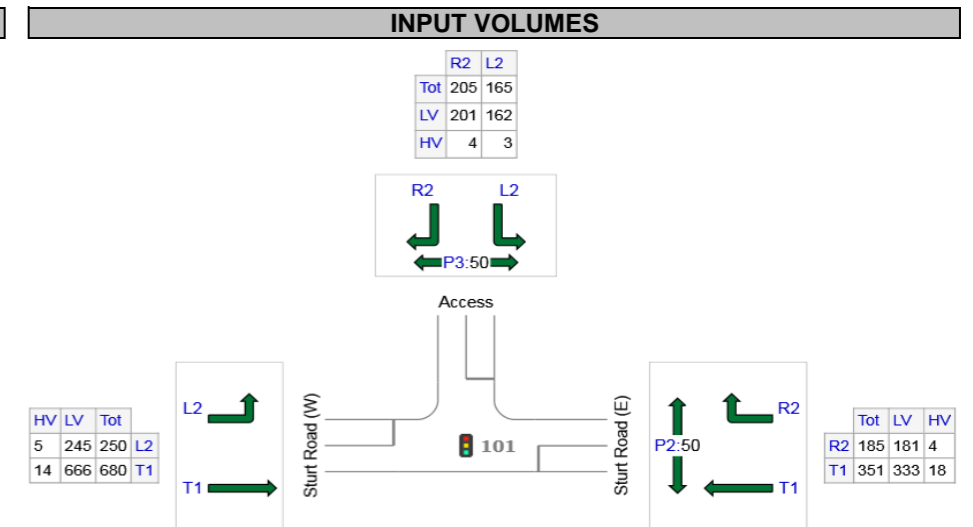 INPUT VOLUMES
R2 L2
Tot 205 165
LV 201 162
HV 4 3
R2 L2
P3:50
Access
HV LV Tot
5 245 250 L2
14 666 680 T1
L2
T1
Sturt Road (W)
101
Sturt Road (E)
P2:50
R2
T1
Tot LV HV
R2 185 181 4
T1 351 333 18